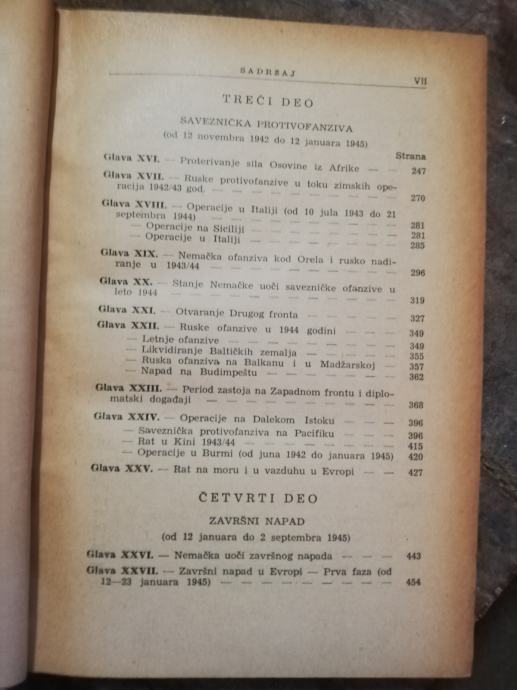 SADRŽAJ VII
TREĆI DEO
SAVEZNIČKA PROTIVOFANZIVA
(od 12 novembra 1942 do 12 januara 1945)
Strana
Glava XVI. — Proterivanje sila Osovine iz Afrike — — 247
Glava XVII. — Ruske protivofanzive u toku zimskih ope-
racija 1942/43 god. — — — — — — — 270
Glava XVIII. — Operacije u Italiji (od 10 jula 1943 do 21
septembra 1944) — — — — — — — — 281
— Operacije na Siciliji — — — — — — 281
— Operacije u Italiji — — — — — — 285
Glava XIX. — Nemačka ofanziva kod Orela i rusko nadi-
ranje u 1943/44 — — — — — — — — 296
Glava XX. — Stanje Nemačke uoči savezničke ofanzive u
leto 1944 — — — — — — — — — 319
Glava XXI. — Otvaranje Drugog fronta — — — — 327
Glava XXII. — Ruske ofanzive u 1944 godini — — — 349
— Letnje ofanzive — — — — — — — 349
— Likvidiranje Baltičkih zemalja — — — — 355
— Ruska ofanziva na Balkanu i u Madžarskoj — 357
— Napad na Budimpeštu — — — — — 362
Glava XXIII. — Period zastoja na Zapadnom frontu i diplo-
matski događaji — — — — — — — — 368
Glava XXIV. — Operacije na Dalekom Istoku — — — 396
— Saveznička protivofanziva na Pacifiku — — 396
— Rat u Kini 1943/44 — — — — — — 415
— Operacije u Burmi (od juna 1942 do januara 1945) 420
Glava XXV. — Rat na moru i u vazduhu u Evropi — — 427
ČETVRTI DEO
ZAVRŠNI NAPAD
(od 12 januara do 2 septembra 1945)
Glava XXVI. — Nemačka uoči završnog napada — — — 443
Glava XXVII. — Završni napad u Evropi — Prva faza (od
12—23 januara 1945) — — — — — — — 454